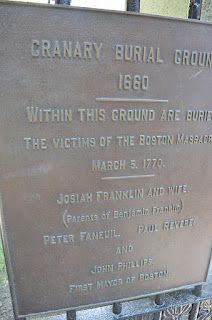 GRANARY BURIAL GROUN
1660
WITHIN THIS GROUND ARE BURIE
THE VICTIMS OF THE BOSTON MASSAC
MARCH 5, 1770.
JOSIAH FRANKLIN AND WIFE
(Parents of Benjamin Franklin)
PETER FANEUIL, PAUL REVERE
AND
JOHN PHILLIPS,
FIRST MAYOR OF BOSTON.